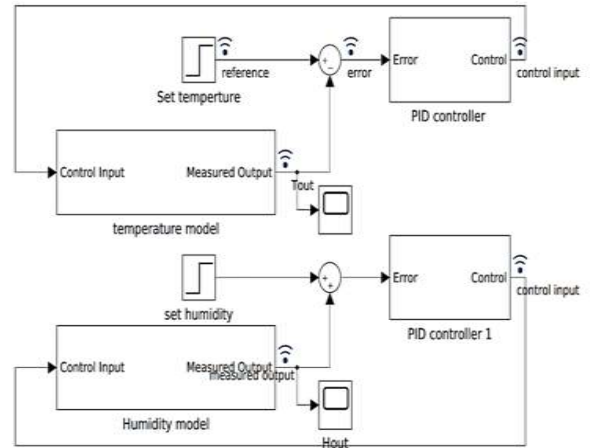 reference
error
Error
Control
control input
Set temperture
PID controller
Control Input
Measured Output
Tout
temperature model
Error
Control
control input
set humidity
PID controller 1
Control Input
Measured Output
measured output
Humidity model
Hout